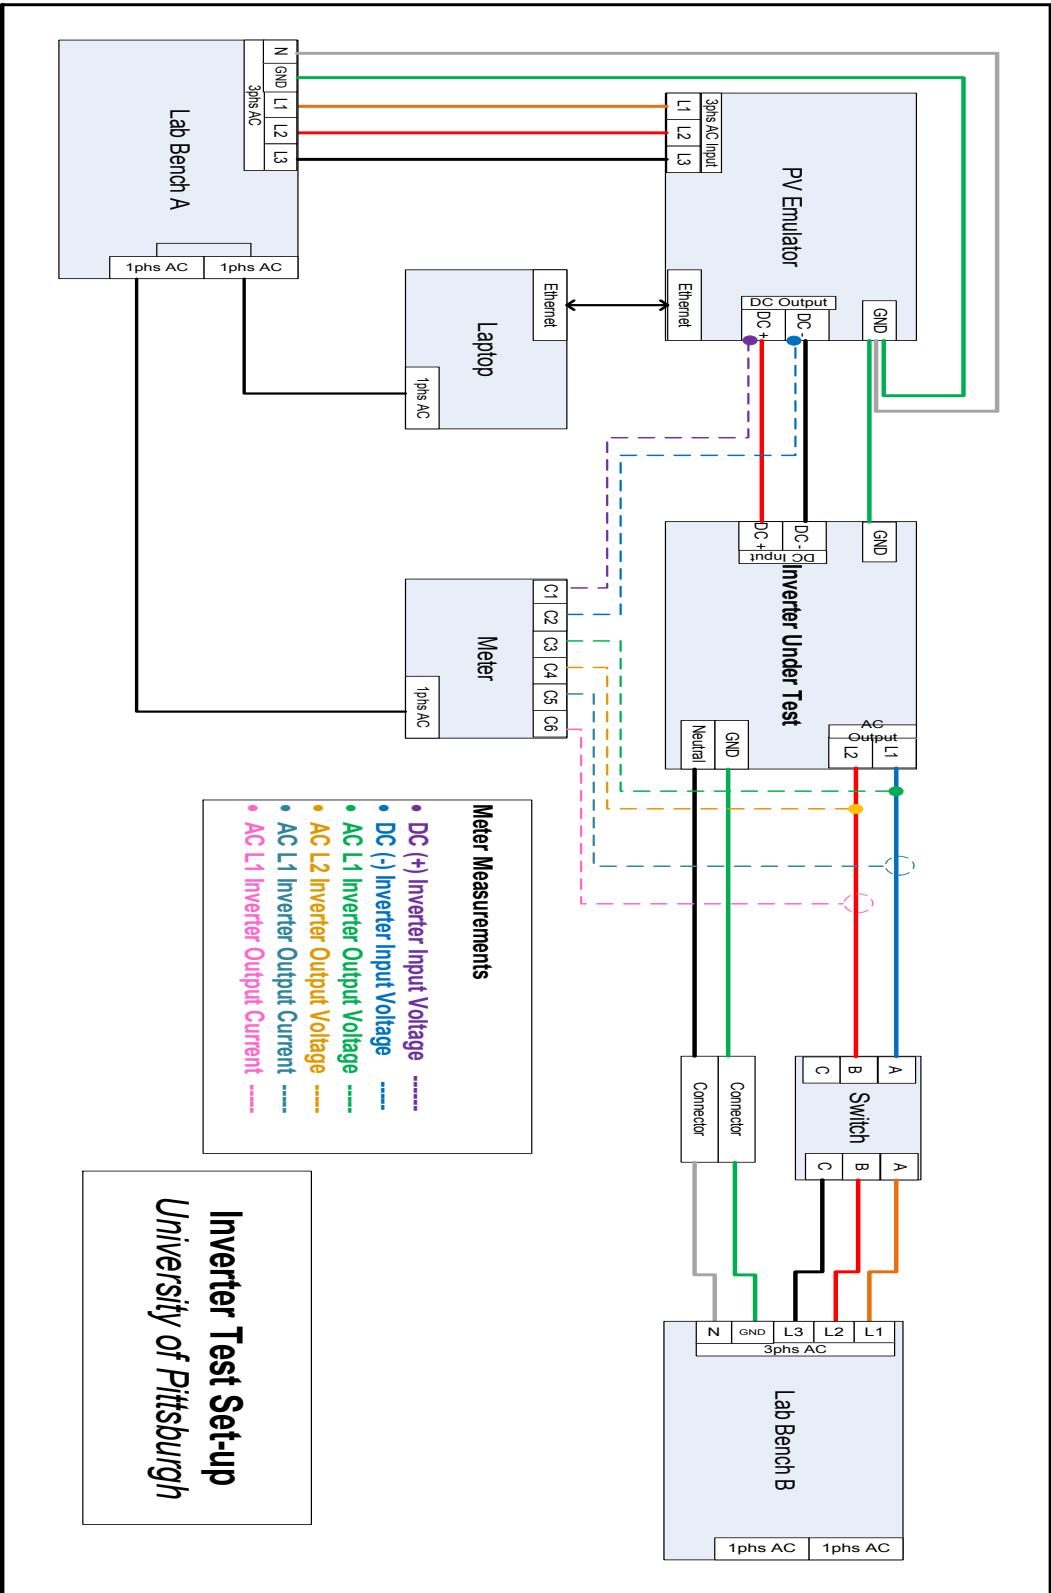 Lab Bench A
3phs AC
N
GND
L1
L2
L3
1phs AC
1phs AC
PV Emulator
3phs AC Input
L1
L2
L3
Ethernet
DC Output
DC +
DC -
GND
Laptop
Ethernet
1phs AC
Inverter Under Test
DC +
DC -
DC Input
GND
Neutral
GND
AC
Output
L2
L1
Meter
C1
C2
C3
C4
C5
C6
1phs AC
Connector
Connector
Switch
A
B
C
A
B
C
Lab Bench B
N
GND
L3
L2
L1
3phs AC
1phs AC
1phs AC
Meter Measurements
• DC (+) Inverter Input Voltage ------
• DC (-) Inverter Input Voltage -----
• AC L1 Inverter Output Voltage -----
• AC L2 Inverter Output Voltage -----
• AC L1 Inverter Output Current -----
• AC L1 Inverter Output Current -----
Inverter Test Set-up
University of Pittsburgh